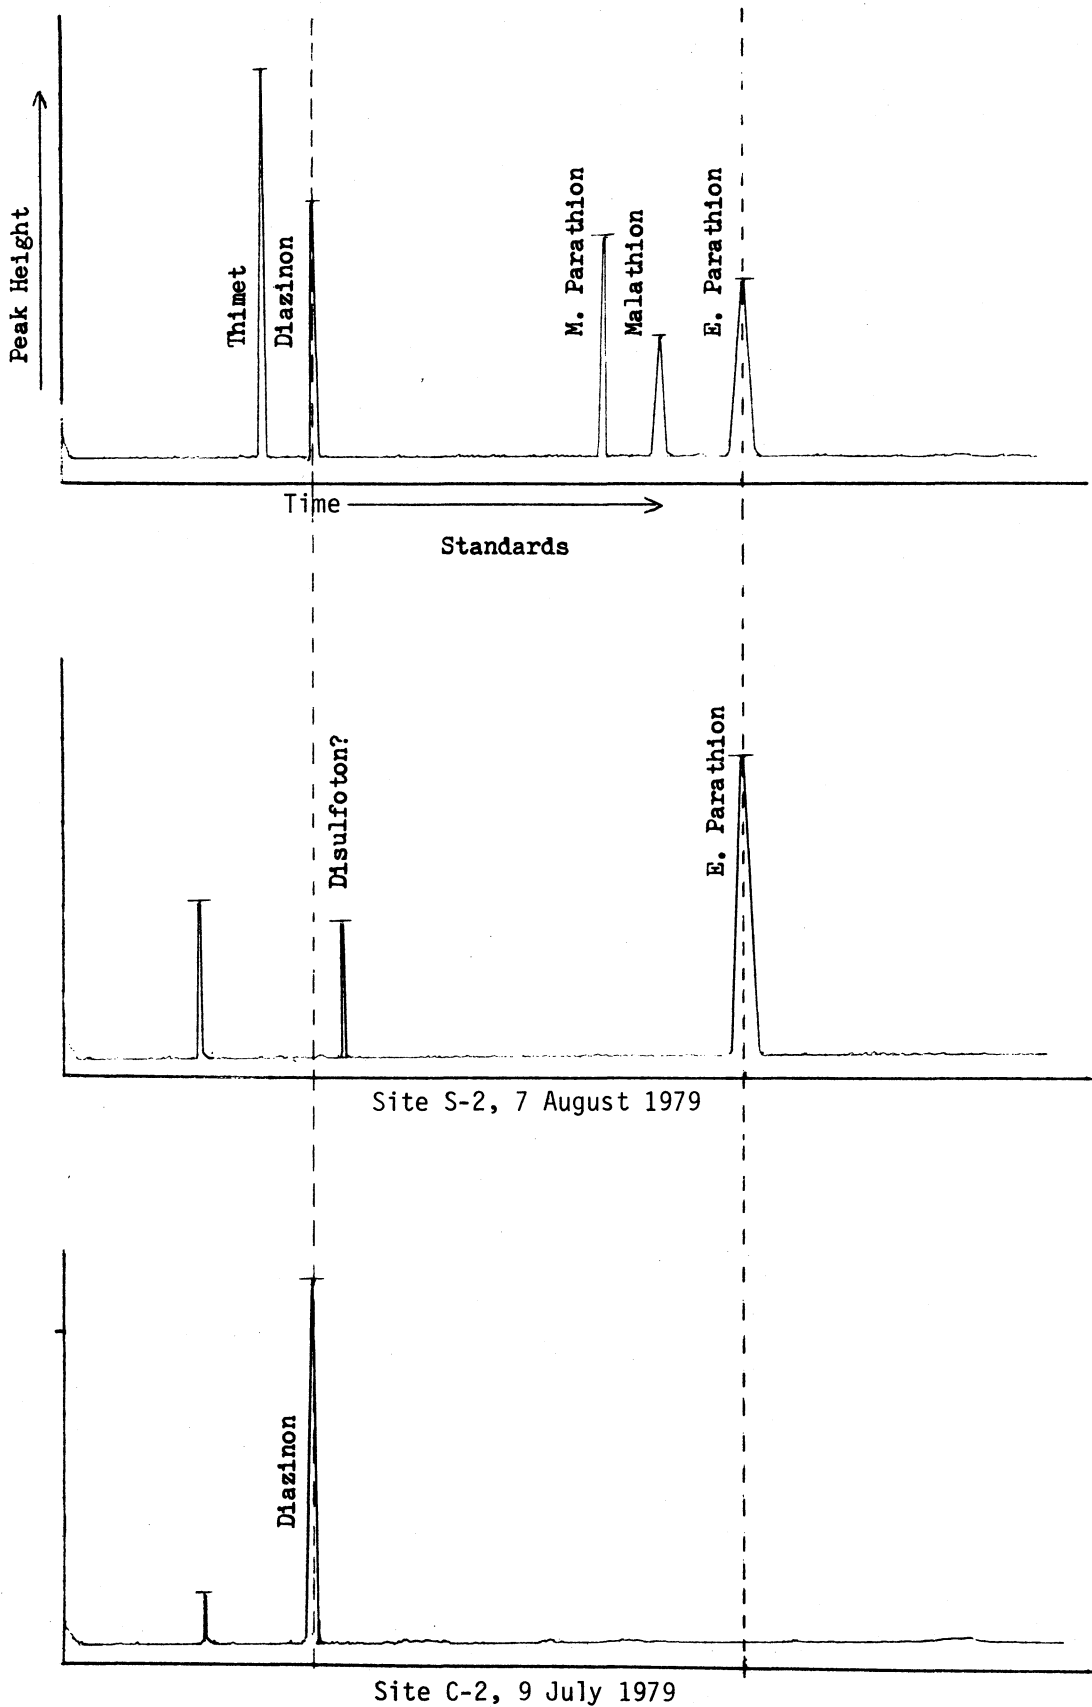 Peak Height
Thimet
Diazinon
M. Parathion
Malathion
E. Parathion
Time
Standards
Disulfoton?
E. Parathion
Site S-2, 7 August 1979
Diazinon
Site C-2, 9 July 1979